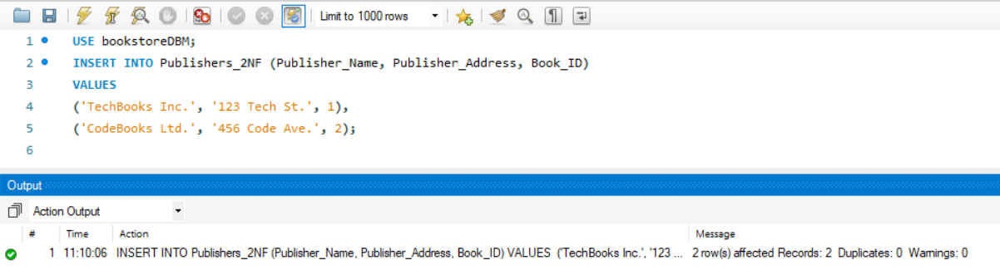 Limit to 1000 rows
1 USE bookstoreDBM;
2 INSERT INTO Publishers_2NF (Publisher_Name, Publisher_Address, Book_ID)
3 VALUES
4 ('TechBooks Inc.', '123 Tech St.', 1),
5 ('CodeBooks Ltd.', '456 Code Ave.', 2);
6
Output
Action Output
# Time Action Message
1 11:10:06 INSERT INTO Publishers_2NF (Publisher_Name, Publisher_Address, Book_ID) VALUES ('TechBooks Inc.', '123 ... 2 row(s) affected Records: 2 Duplicates: 0 Warnings: 0